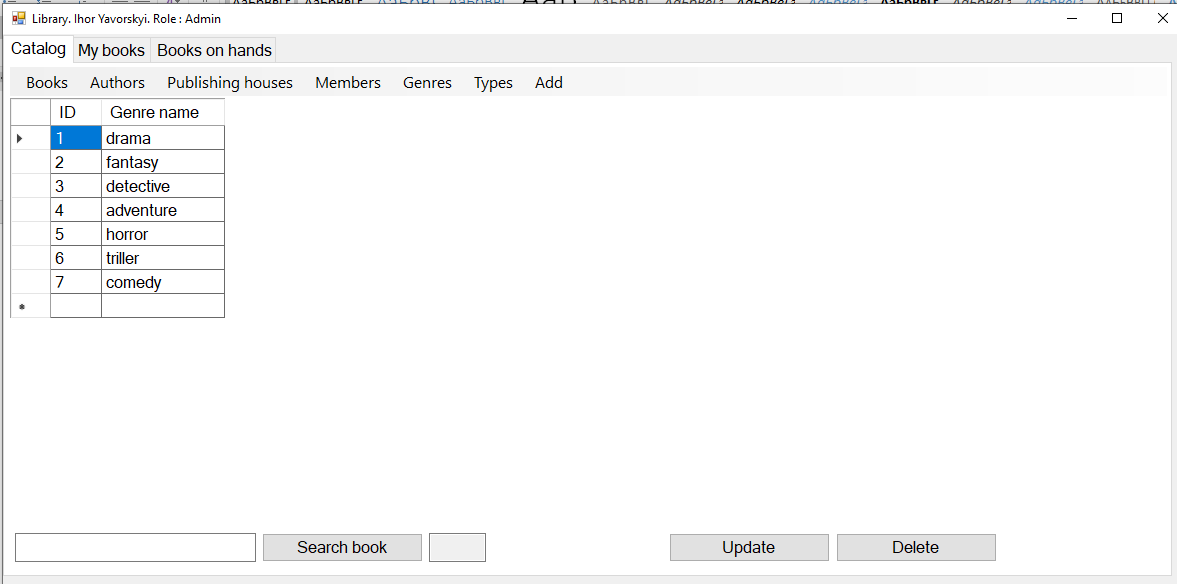 Library. Ihor Yavorskyi. Role : Admin
Catalog My books Books on hands
Books Authors Publishing houses Members Genres Types Add
ID Genre name
1 drama
2 fantasy
3 detective
4 adventure
5 horror
6 triller
7 comedy
Search book Update Delete